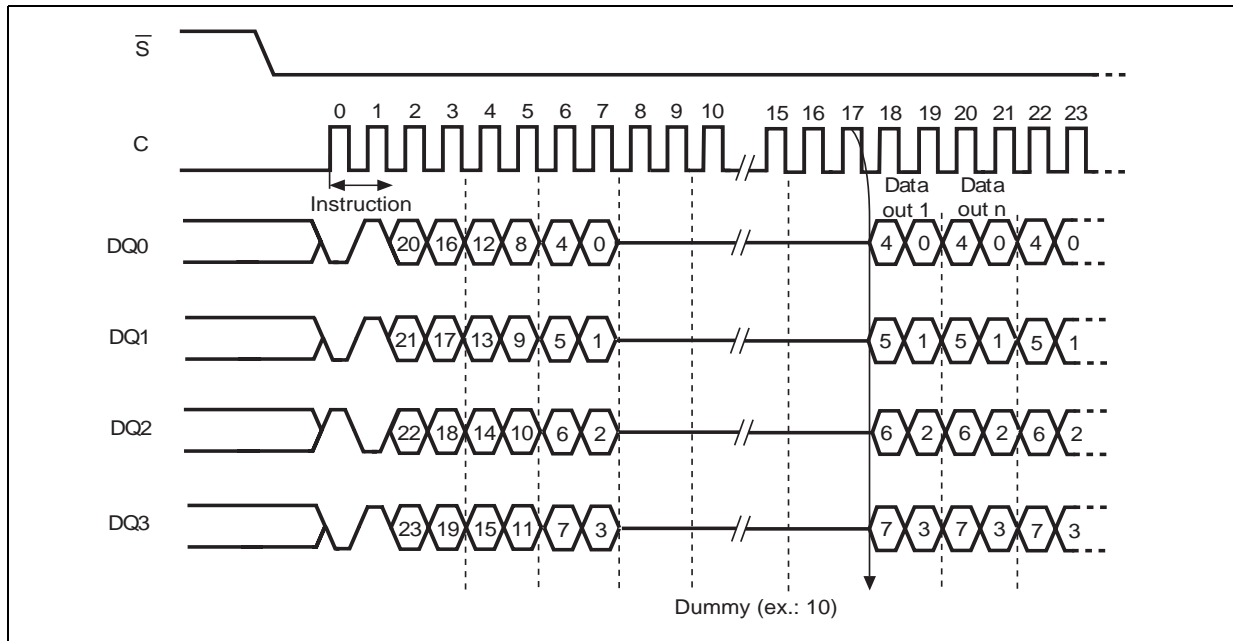 S
0 1 2 3 4 5 6 7 8 9 10 15 16 17 18 19 20 21 22 23
C
Instruction
Data out 1
Data out n
DQ0
20 16 12 8 4 0 4 0 4 0 4 0
DQ1
21 17 13 9 5 1 5 1 5 1 5 1
DQ2
22 18 14 10 6 2 6 2 6 2 6 2
DQ3
23 19 15 11 7 3 7 3 7 3 7 3
Dummy (ex.: 10)